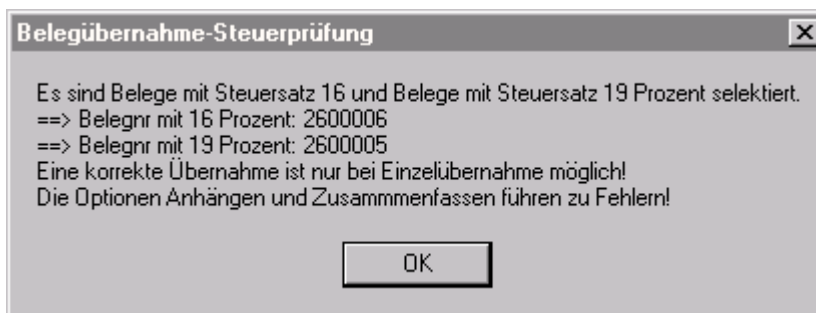 Belegübernahme-Steuerprüfung
Es sind Belege mit Steuersatz 16 und Belege mit Steuersatz 19 Prozent selektiert.
==> Belegnr mit 16 Prozent: 2600006
==> Belegnr mit 19 Prozent: 2600005
Eine korrekte Übernahme ist nur bei Einzelübernahme möglich!
Die Optionen Anhängen und Zusammmenfassen führen zu Fehlern!
OK